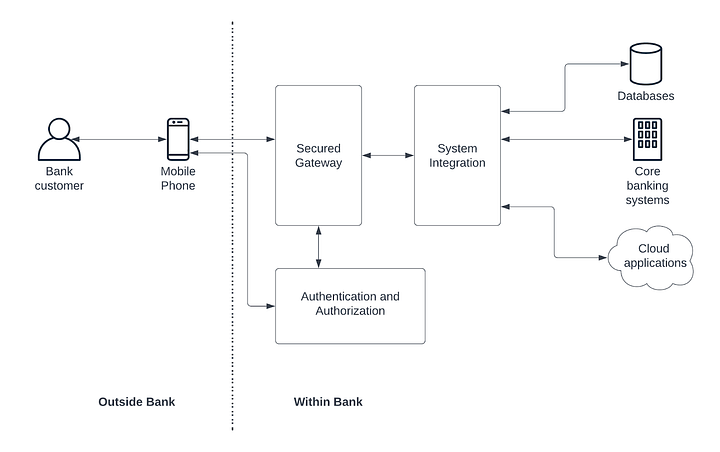 Bank
customer
Mobile
Phone
Secured
Gateway
System
Integration
Databases
Core
banking
systems
Cloud
applications
Authentication and
Authorization
Outside Bank
Within Bank